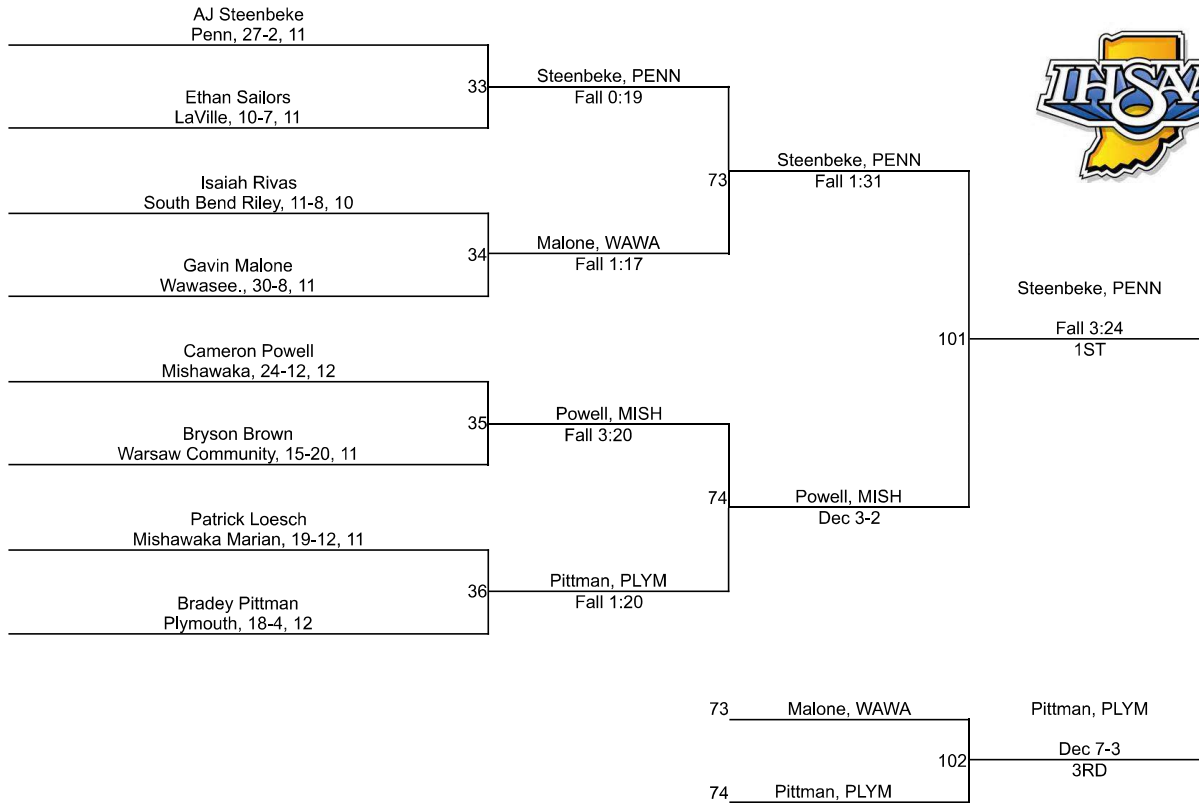 AJ Steenbeke
Penn, 27-2, 11
33
Ethan Sailors
LaVille, 10-7, 11
Steenbeke, PENN
Fall 0:19
Isaiah Rivas
South Bend Riley, 11-8, 10
34
Gavin Malone
Wawasee., 30-8, 11
Malone, WAWA
Fall 1:17
73
Steenbeke, PENN
Fall 1:31
Cameron Powell
Mishawaka, 24-12, 12
35
Bryson Brown
Warsaw Community, 15-20, 11
Powell, MISH
Fall 3:20
Patrick Loesch
Mishawaka Marian, 19-12, 11
36
Bradey Pittman
Plymouth, 18-4, 12
Pittman, PLYM
Fall 1:20
74
Powell, MISH
Dec 3-2
101
Steenbeke, PENN
Fall 3:24
1ST
IHSAA
73
Malone, WAWA
102
74
Pittman, PLYM
Pittman, PLYM
Dec 7-3
3RD